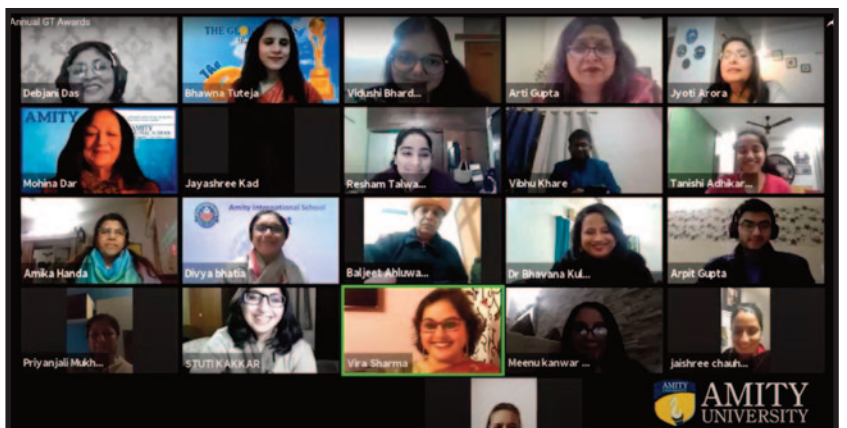 Annual GT Awards
THE GL
Debjani Das
Bhawna Tuteja
Vidushi Bhard...
Arti Gupta
Jyoti Arora
AMITY
Mohina Dar
Jayashree Kad
Resham Talwa...
Vibhu Khare
Tanishi Adhikar...
Amity International School
Amika Handa
Divya bhatia
Baljeet Ahluwa...
Dr Bhavana Kul...
Arpit Gupta
Priyanjali Mukh...
STUTI KAKKAR
Vira Sharma
Meenu kanwar ...
jaishree chauh...
AMITY
AMITY
UNIVERSITY